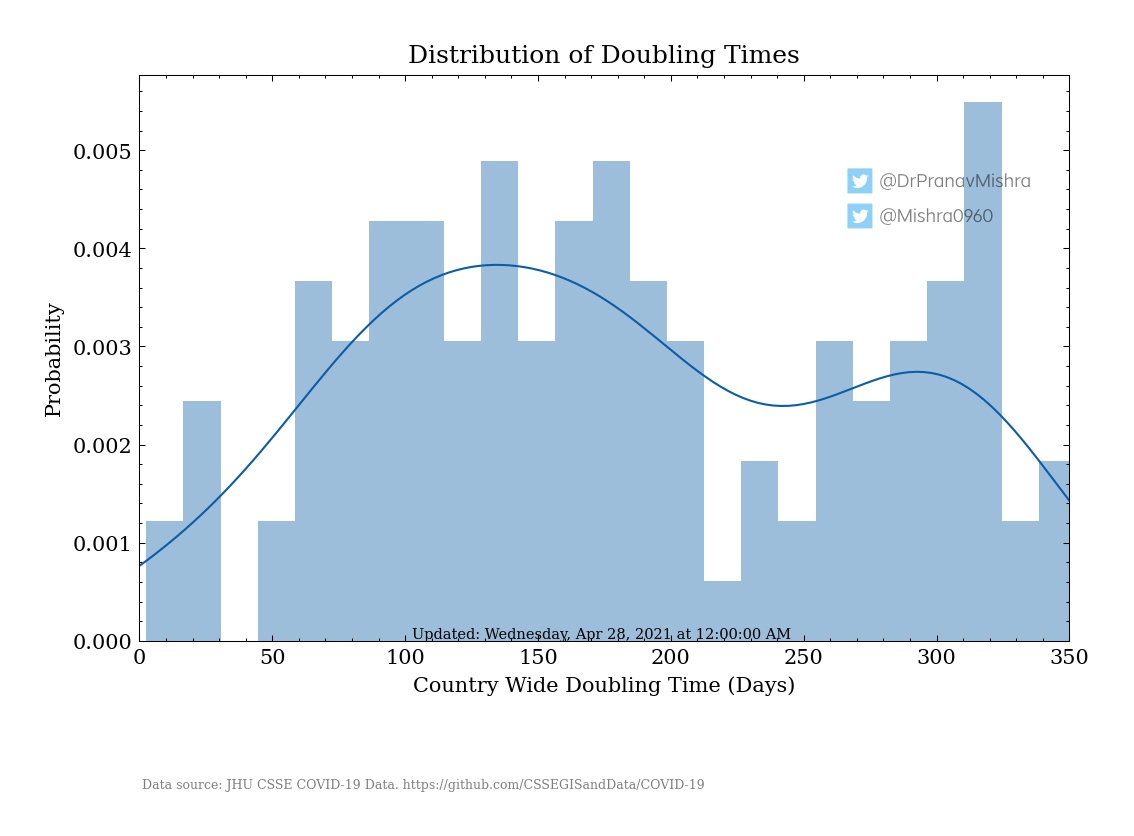 Distribution of Doubling Times
0.005
0.004
0.003
0.002
0.001
0.000
Probability
@DrPranavMishra
@Mishra0960
Updated: Wednesday, Apr 28, 2021 at 12:00:00 AM
0 50 100 150 200 250 300 350
Country Wide Doubling Time (Days)
Data source: JHU CSSE COVID-19 Data. https://github.com/CSSEGISandData/COVID-19